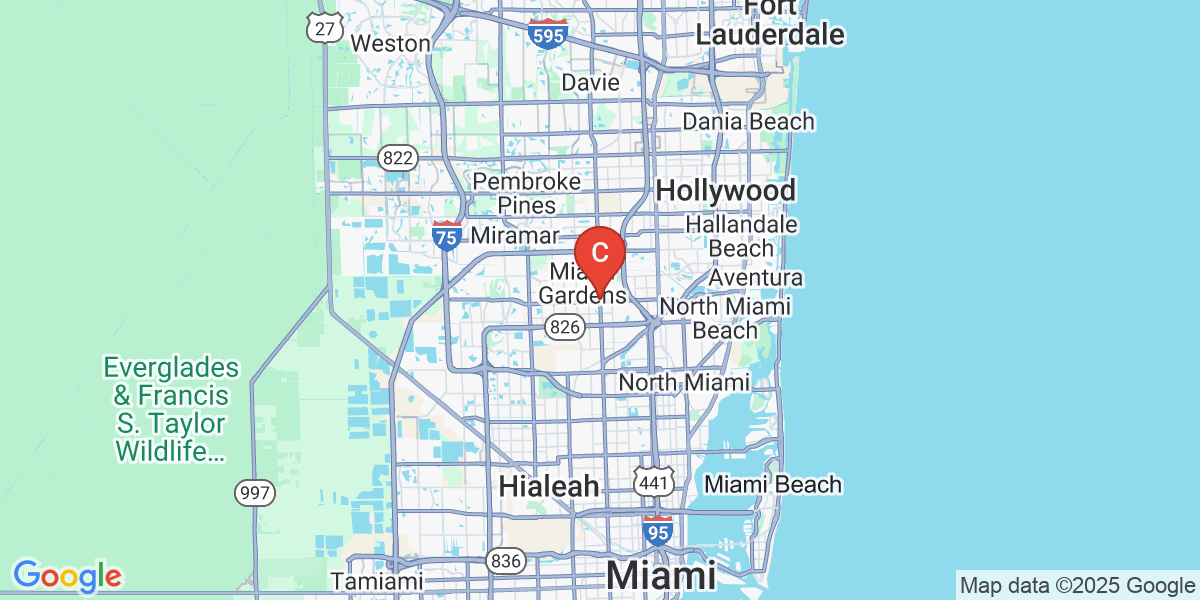 Fort
Lauderdale
27
Weston
595
Davie
Dania Beach
822
Pembroke
Pines
Hollywood
Hallandale
Beach
75
Miramar
C
Gardens
Aventura
North Miami
Beach
826
Everglades
& Francis
S. Taylor
Wildlife...
North Miami
Hialeah
441
Miami Beach
997
95
836
Tamiami
Miami
Google
Map data ©2025 Google